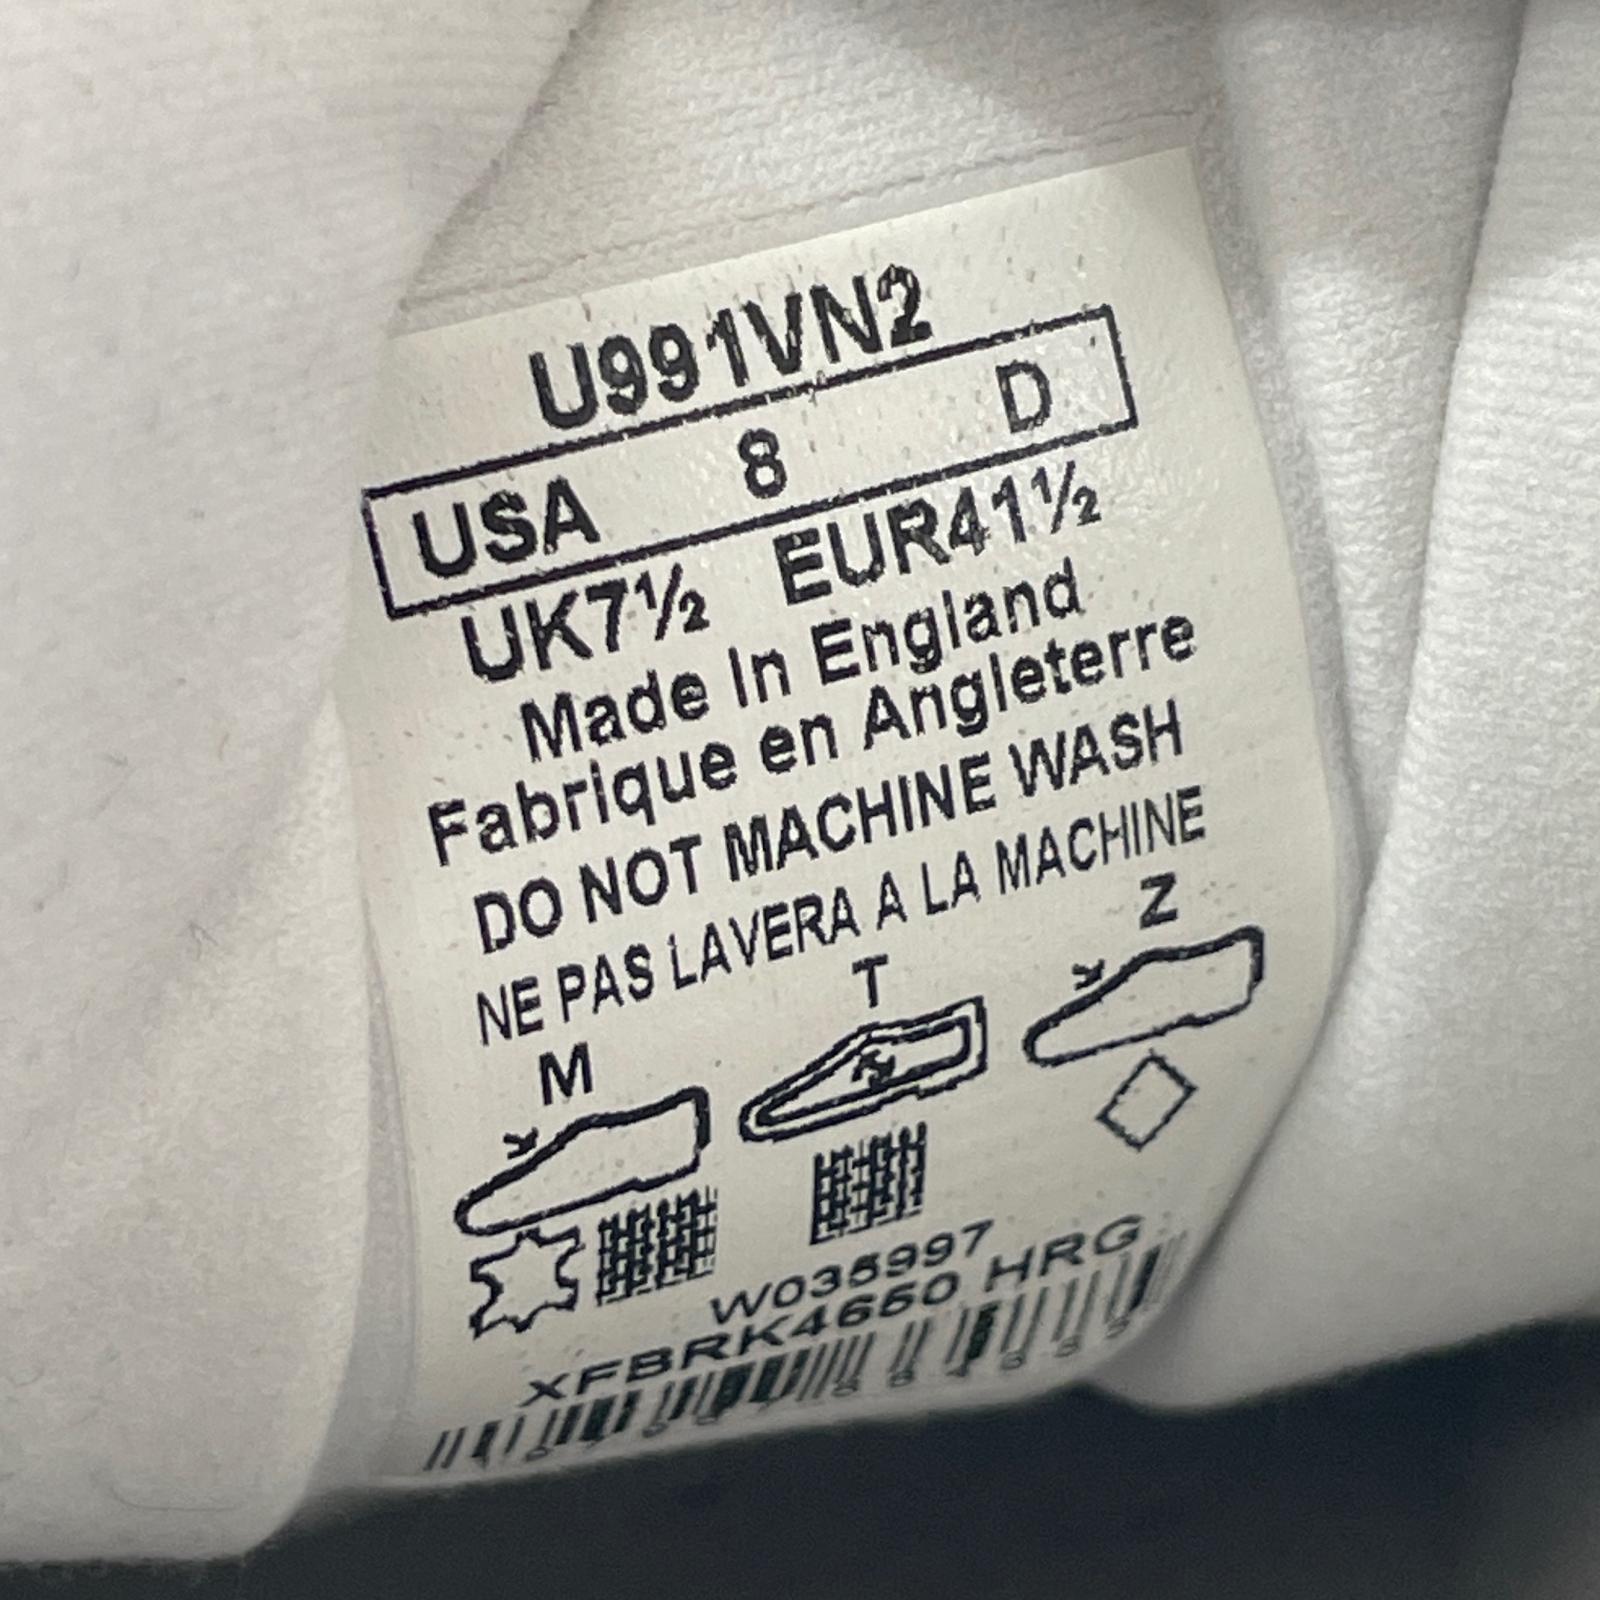 U991VN2
USA 8 D
UK7½ EUR41½
Made In England
Fabrique en Angleterre
DO NOT MACHINE WASH
NE PAS LAVERA A LA MACHINE
M T Z
W035997
XFBRK4650 HRG